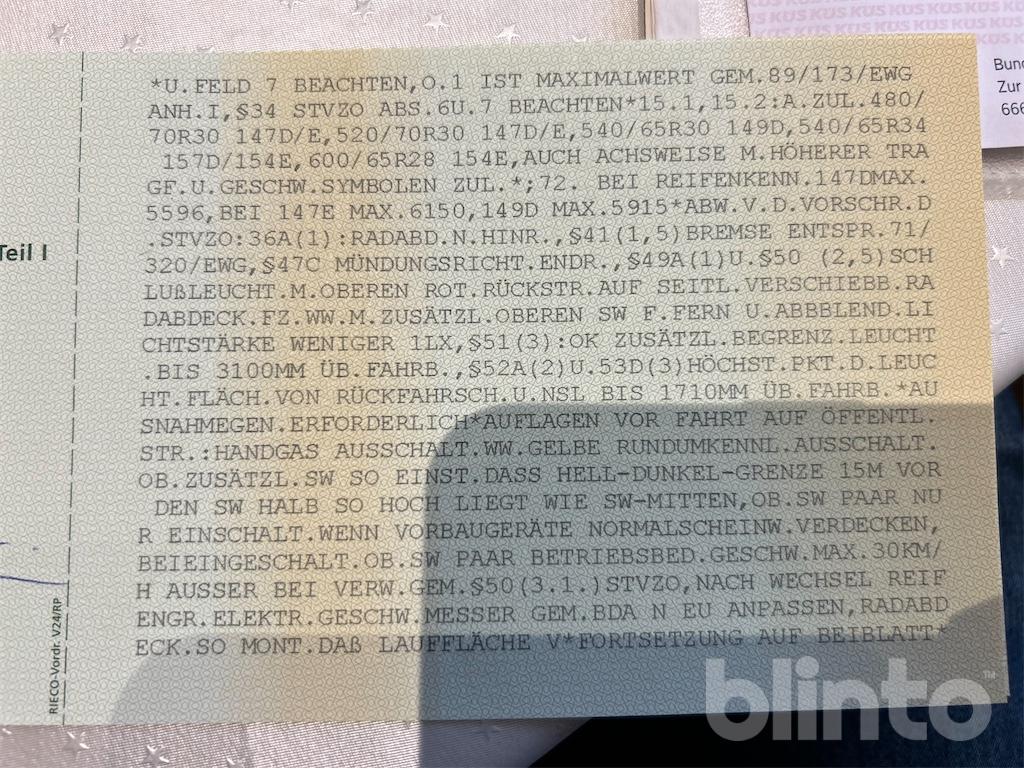 KÜS KÜS KÜS KÜS KÜS KÜS
Bund
Zur
666
*U.FELD 7 BEACHTEN,O.1 IST MAXIMALWERT GEM.89/173/EWG
ANH.I,§34 STVZO ABS.6U.7 BEACHTEN*15.1,15.2:A.ZUL.480/
70R30 147D/E,520/70R30 147D/E,540/65R30 149D,540/65R34
157D/154E,600/65R28 154E,AUCH ACHSWEISE M.HÖHERER TRA
GF.U.GESCHW.SYMBOLEN ZUL.*;72. BEI REIFENKENN.147DMAX.
5596,BEI 147E MAX.6150,149D MAX.5915*ABW.V.D.VORSCHR.D
.STVZO:36A(1):RADABD.N.HINR.,§41(1,5)BREMSE ENTSPR.71/
320/EWG,§47C MÜNDUNGSRICHT.ENDR.,§49A(1)U.§50 (2,5)SCH
LUßLEUCHT.M.OBEREN ROT.RÜCKSTR.AUF SEITL.VERSCHIEBB.RA
DABDECK.FZ.WW.M.ZUSÄTZL.OBEREN SW F.FERN U.ABBBLEND.LI
CHTSTÄRKE WENIGER 1LX,§51(3):OK ZUSÄTZL.BEGRENZ.LEUCHT
.BIS 3100MM ÜB.FAHRB.,§52A(2)U.53D(3)HÖCHST.PKT.D.LEUC
HT.FLÄCH.VON RÜCKFAHRSCH.U.NSL BIS 1710MM ÜB.FAHRB.*AU
SNAHMEGEN.ERFORDERLICH*AUFLAGEN VOR FAHRT AUF ÖFFENTL.
STR.:HANDGAS AUSSCHALT.WW.GELBE RUNDUMKENNL.AUSSCHALT.
OB.ZUSÄTZL.SW SO EINST.DASS HELL-DUNKEL-GRENZE 15M VOR
DEN SW HALB SO HOCH LIEGT WIE SW-MITTEN,OB.SW PAAR NU
R EINSCHALT.WENN VORBAUGERÄTE NORMALSCHEINW.VERDECKEN,
BEIEINGESCHALT.OB.SW PAAR BETRIEBSBED.GESCHW.MAX.30KM/
H AUSSER BEI VERW.GEM.§50(3.1.)STVZO,NACH WECHSEL REIF
ENGR.ELEKTR.GESCHW.MESSER GEM.BDA N EU ANPASSEN,RADABD
ECK.SO MONT.DAß LAUFFLÄCHE V*FORTSETZUNG AUF BEIBLATT*
Teil I
RIECO-Vordr. V24/RP
blinto™